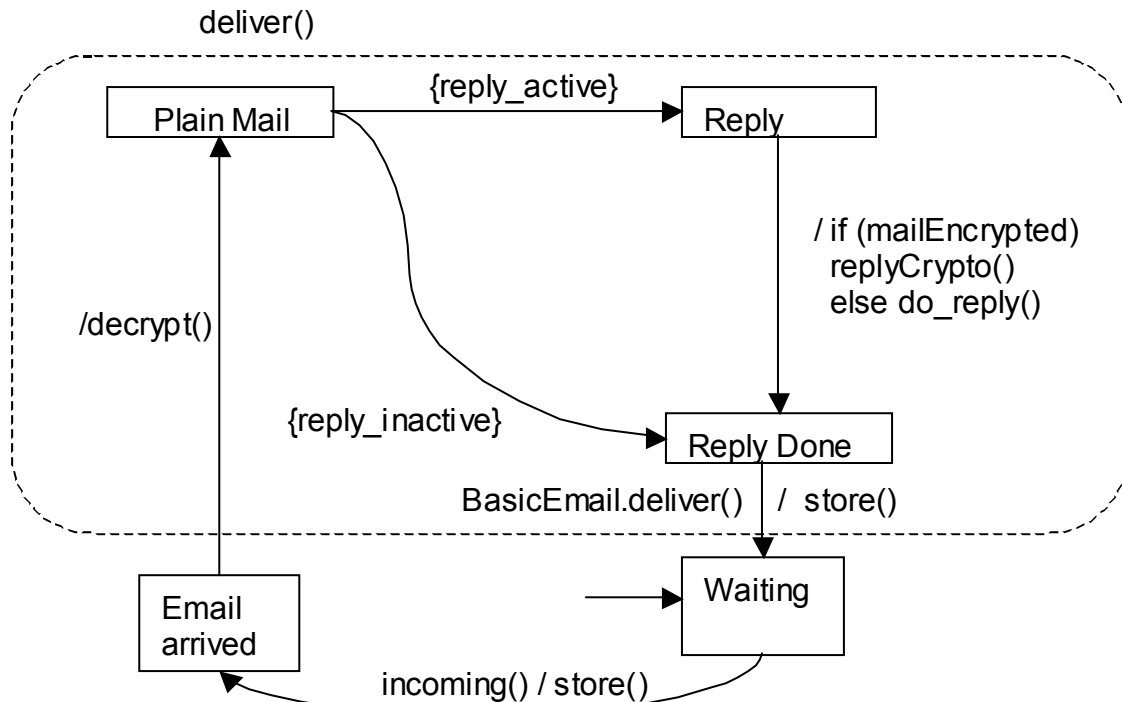 deliver()
{reply_active}
Plain Mail
Reply
/ if (mailEncrypted)
replyCrypto()
else do_reply()
/decrypt()
{reply_inactive}
Reply Done
BasicEmail.deliver() / store()
Email
arrived
Waiting
incoming() / store()